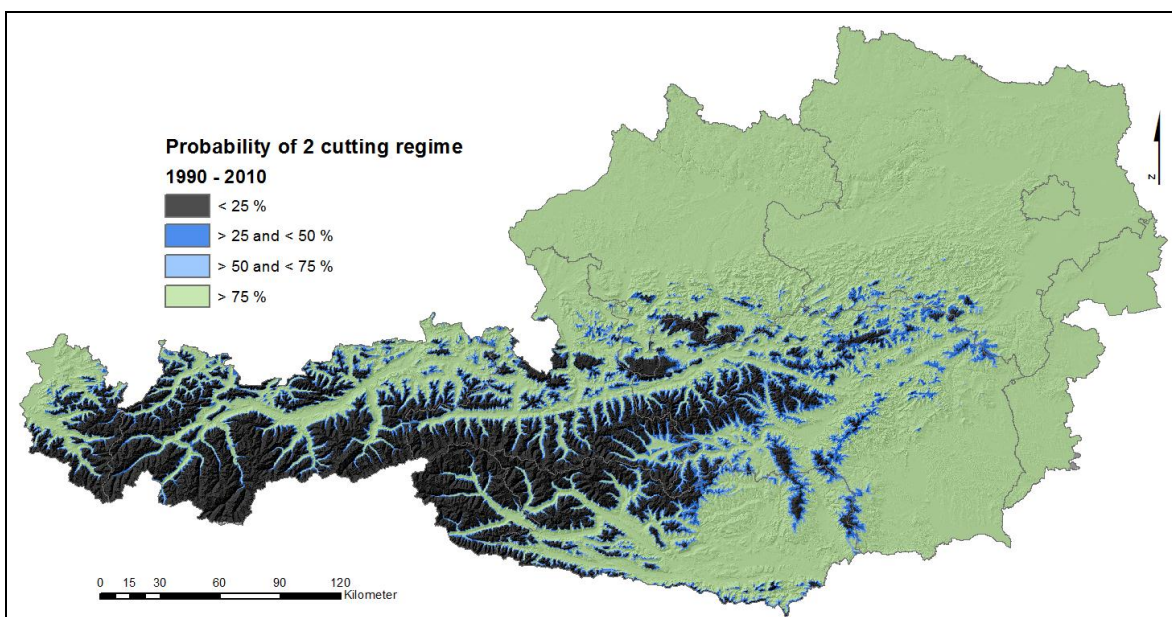 Probability of 2 cutting regime
1990 - 2010
< 25 %
> 25 and < 50 %
> 50 and < 75 %
> 75 %
N
0 15 30 60 90 120
Kilometer